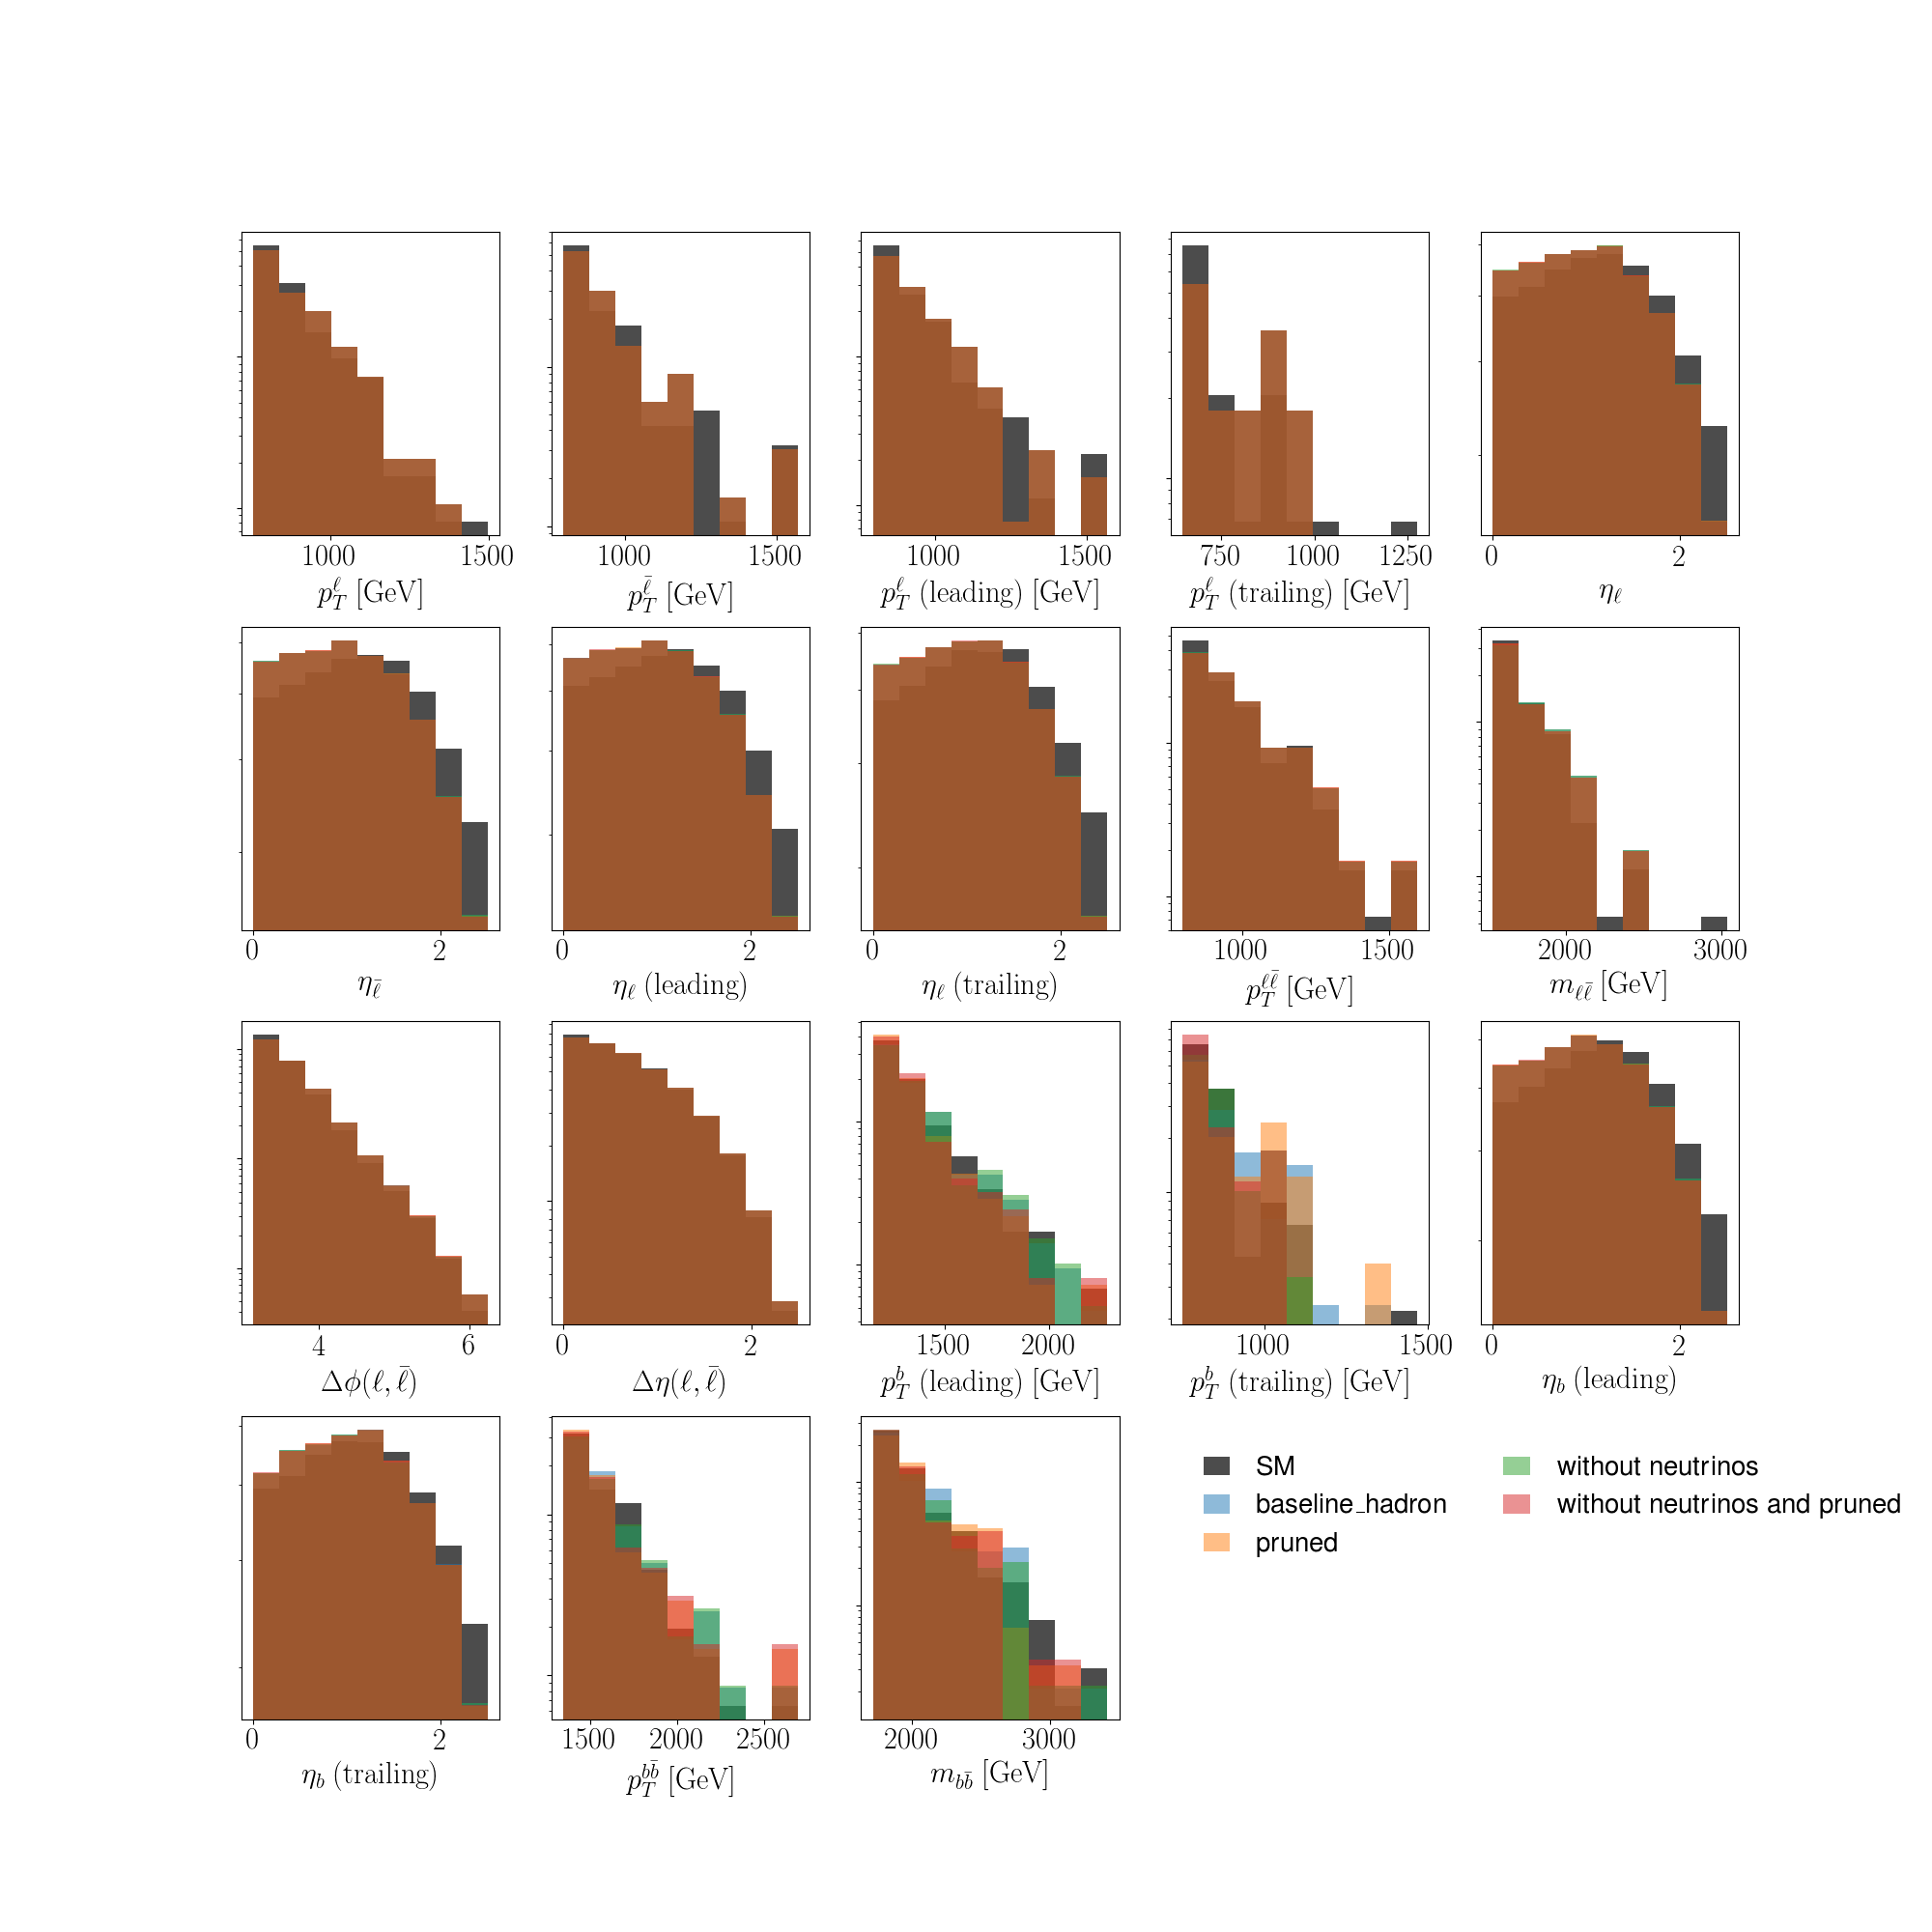 1000 1500
p_T^ℓ [GeV]
1000 1500
p_T^ℓ̄ [GeV]
1000 1500
p_T^ℓ (leading) [GeV]
750 1000 1250
p_T^ℓ (trailing) [GeV]
0 2
η_ℓ
0 2
η_ℓ̄
0 2
η_ℓ (leading)
0 2
η_ℓ (trailing)
1000 1500
p_T^ℓℓ̄ [GeV]
2000 3000
m_ℓℓ̄ [GeV]
4 6
Δϕ(ℓ, ℓ̄)
0 2
Δη(ℓ, ℓ̄)
1500 2000
p_T^b (leading) [GeV]
1000 1500
p_T^b (trailing) [GeV]
0 2
η_b (leading)
0 2
η_b (trailing)
1500 2000 2500
p_T^bb̄ [GeV]
2000 3000
m_bb̄ [GeV]
SM
baseline_hadron
pruned
without neutrinos
without neutrinos and pruned